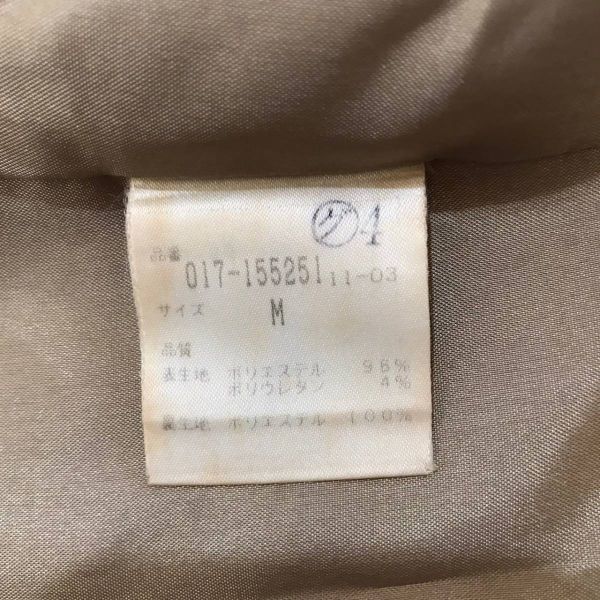 グ 4
品番
017-155251 11-03
サイズ M
品質
表生地 ポリエステル 96%
ポリウレタン 4%
裏生地 ポリエステル 100%